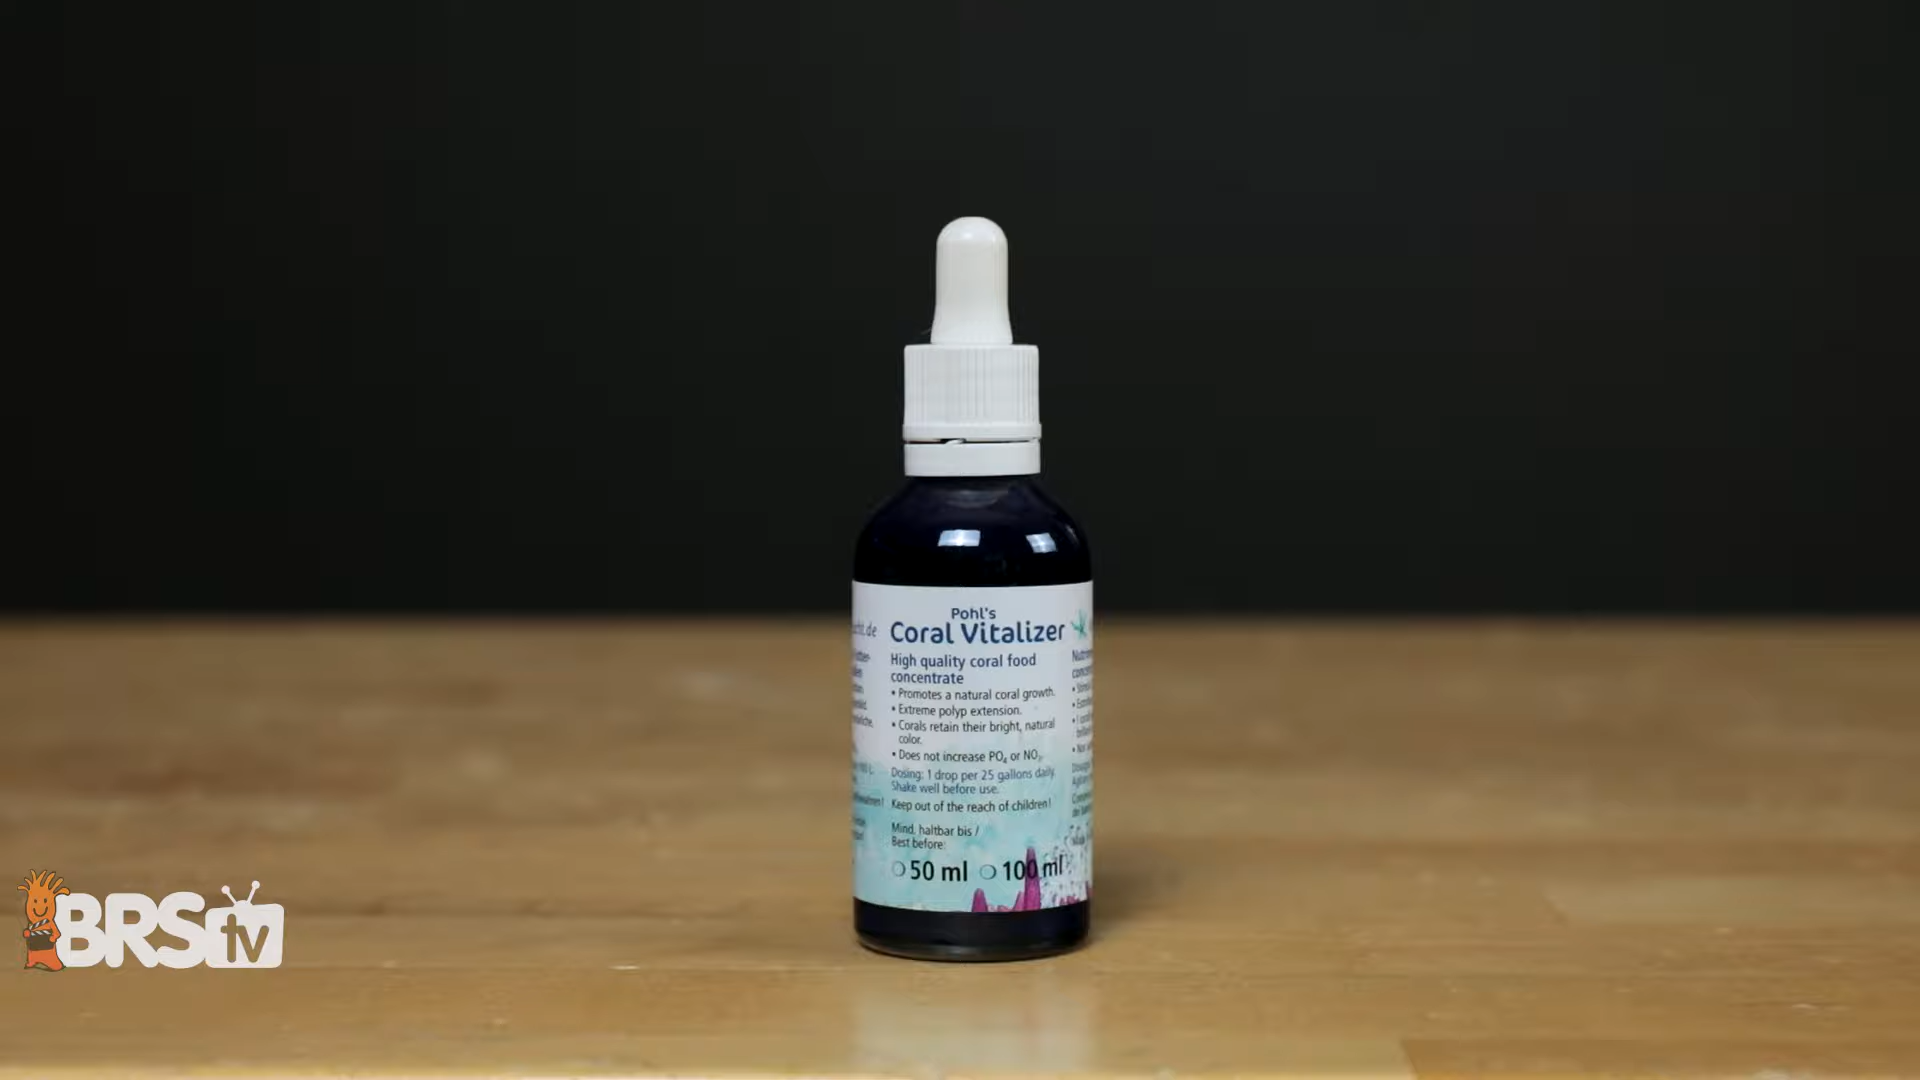 Pohl's
Coral Vitalizer
High quality coral food
concentrate
• Promotes a natural coral growth.
• Extreme polyp extension.
• Corals retain their bright, natural
color.
• Does not increase PO₄ or NO₃.
Dosing: 1 drop per 25 gallons daily.
Shake well before use.
Keep out of the reach of children!
Mind. haltbar bis /
Best before:
50 ml 100 ml
BRStv